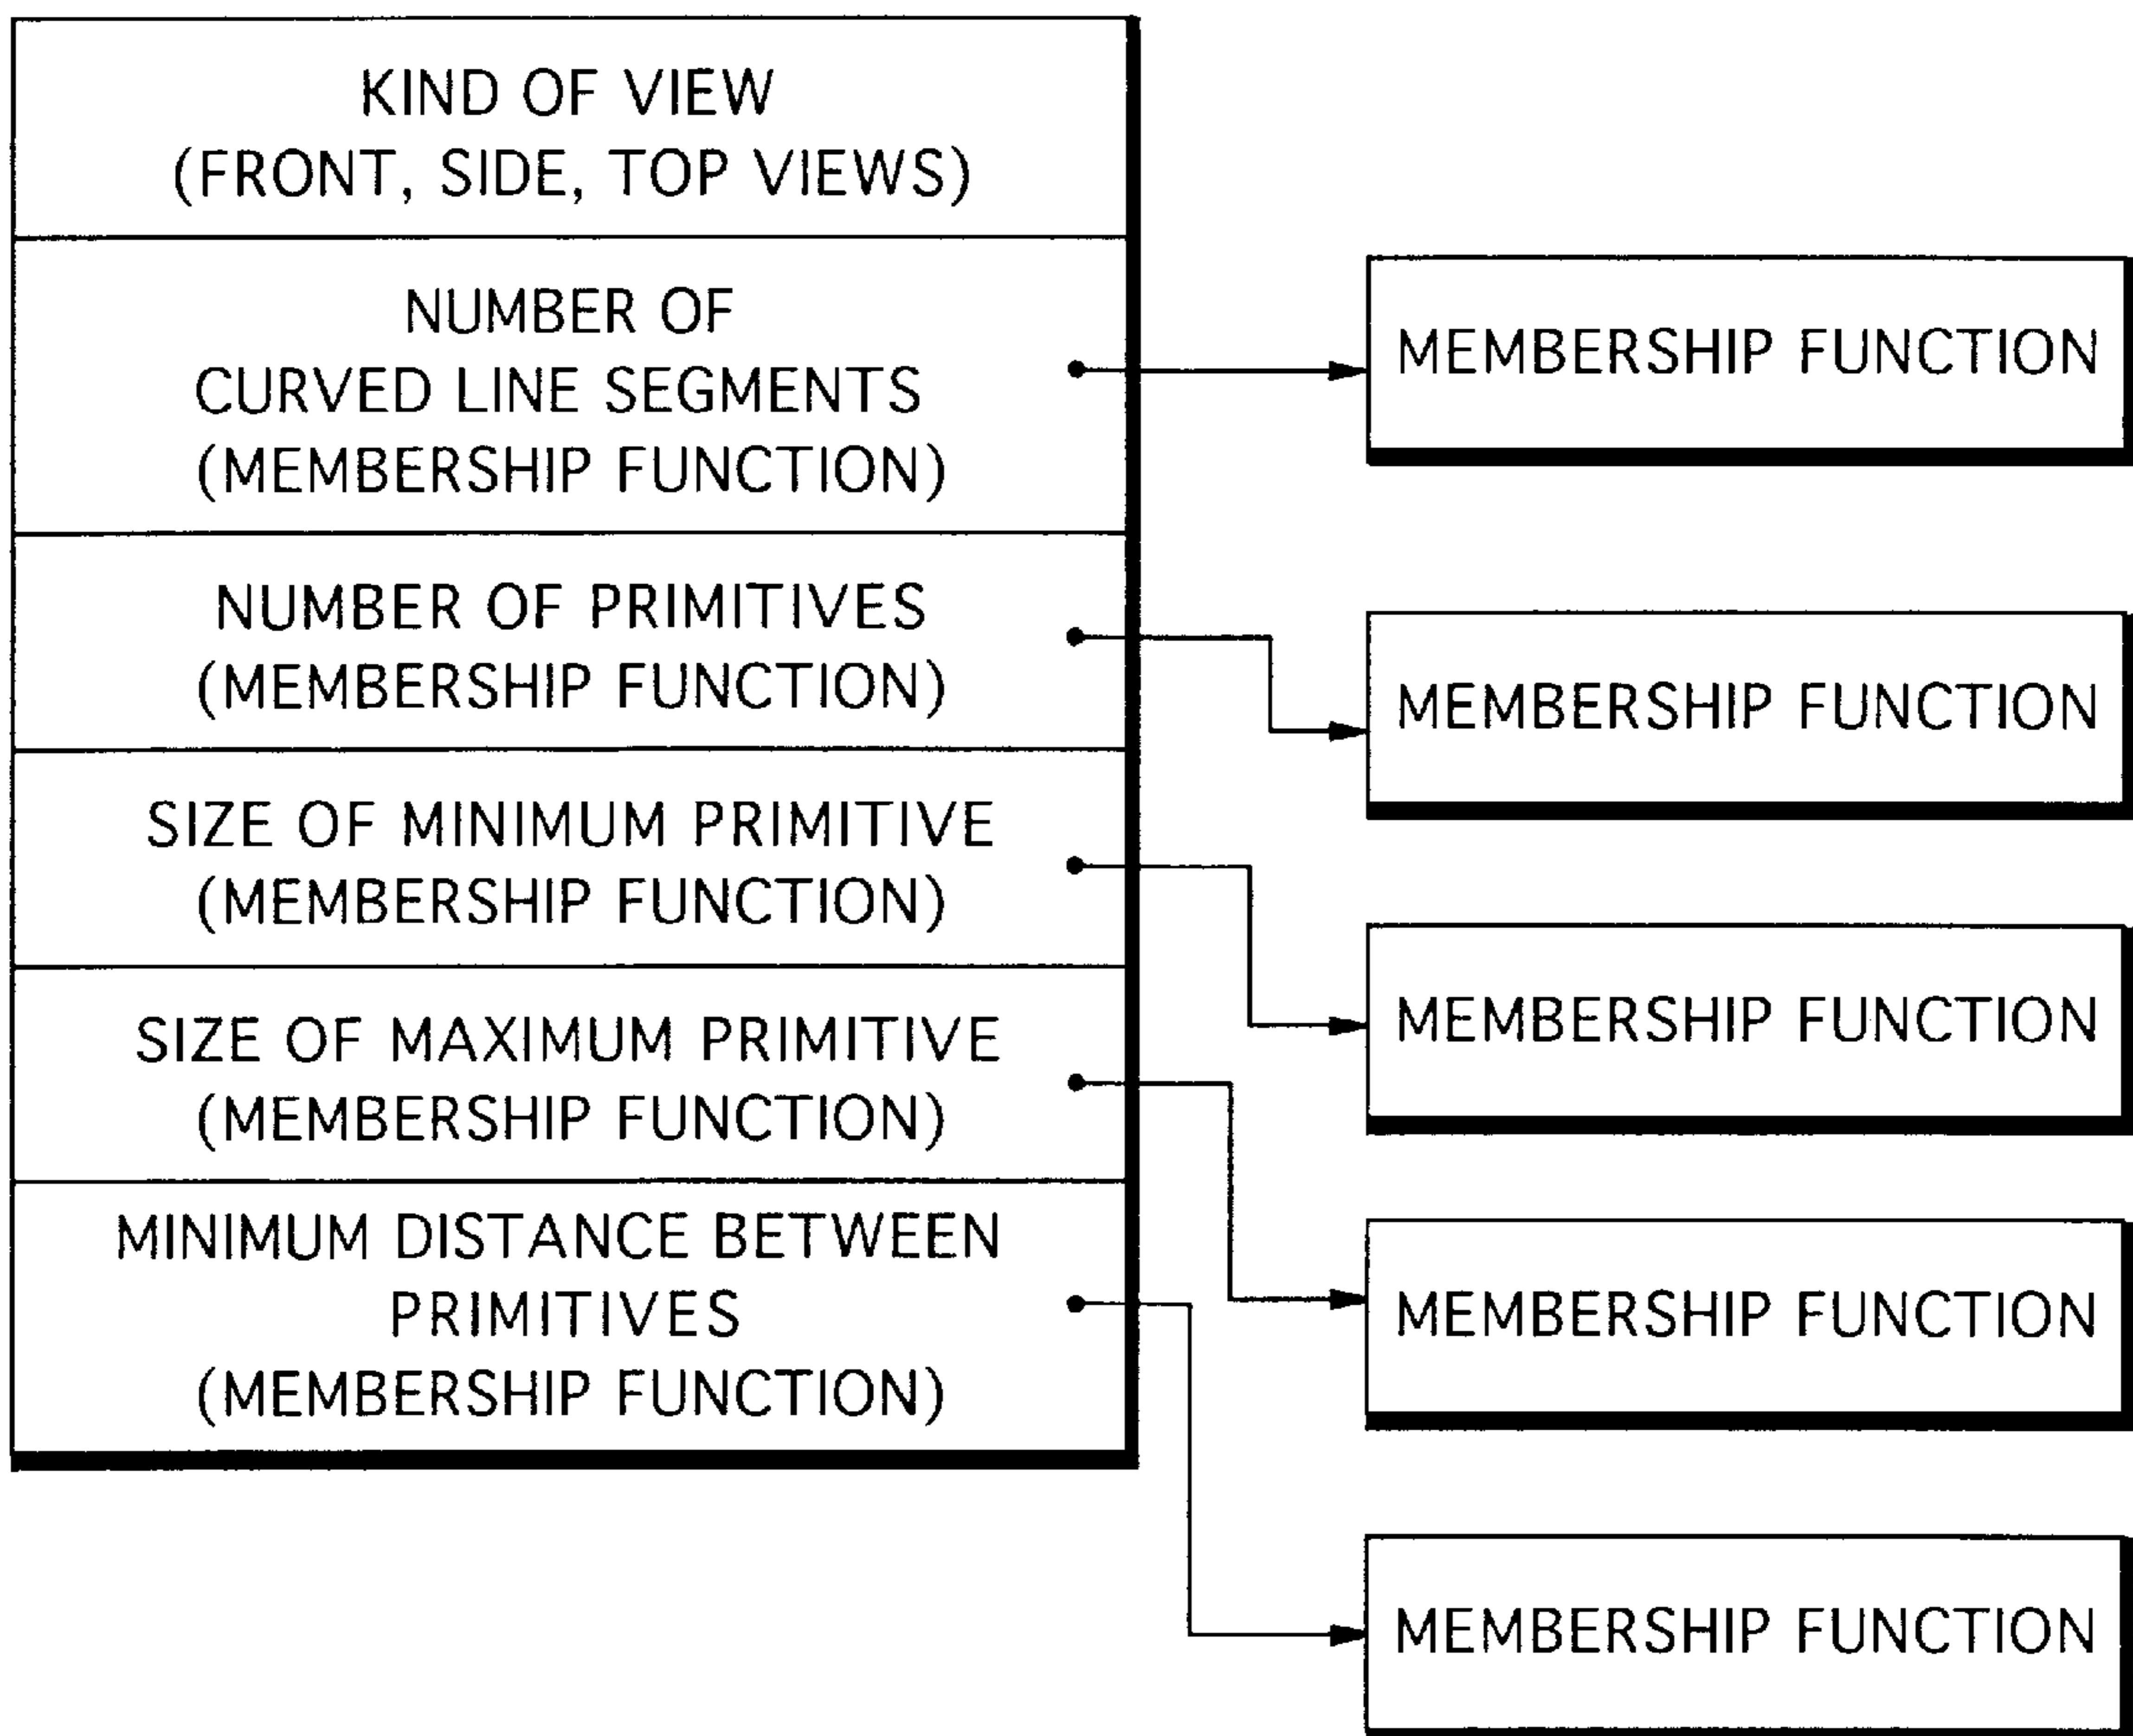 KIND OF VIEW
(FRONT, SIDE, TOP VIEWS)
NUMBER OF
CURVED LINE SEGMENTS
(MEMBERSHIP FUNCTION)
NUMBER OF PRIMITIVES
(MEMBERSHIP FUNCTION)
SIZE OF MINIMUM PRIMITIVE
(MEMBERSHIP FUNCTION)
SIZE OF MAXIMUM PRIMITIVE
(MEMBERSHIP FUNCTION)
MINIMUM DISTANCE BETWEEN
PRIMITIVES
(MEMBERSHIP FUNCTION)
MEMBERSHIP FUNCTION
MEMBERSHIP FUNCTION
MEMBERSHIP FUNCTION
MEMBERSHIP FUNCTION
MEMBERSHIP FUNCTION